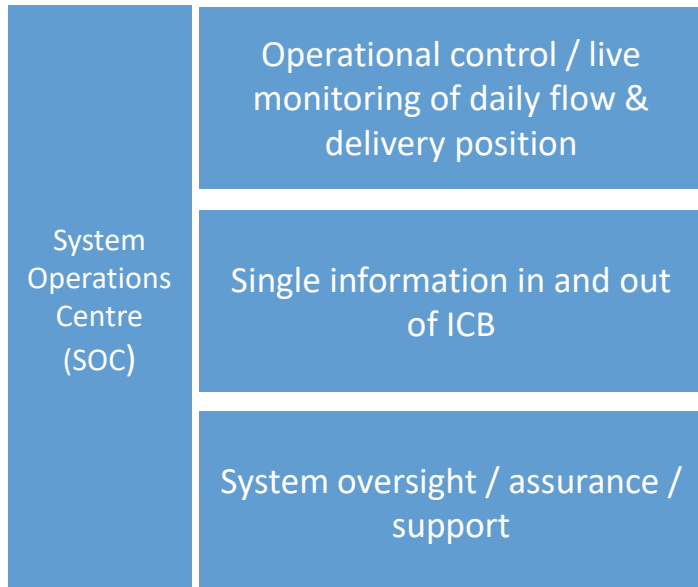 System
Operations
Centre
(SOC)
Operational control / live
monitoring of daily flow &
delivery position
Single information in and out
of ICB
System oversight / assurance /
support